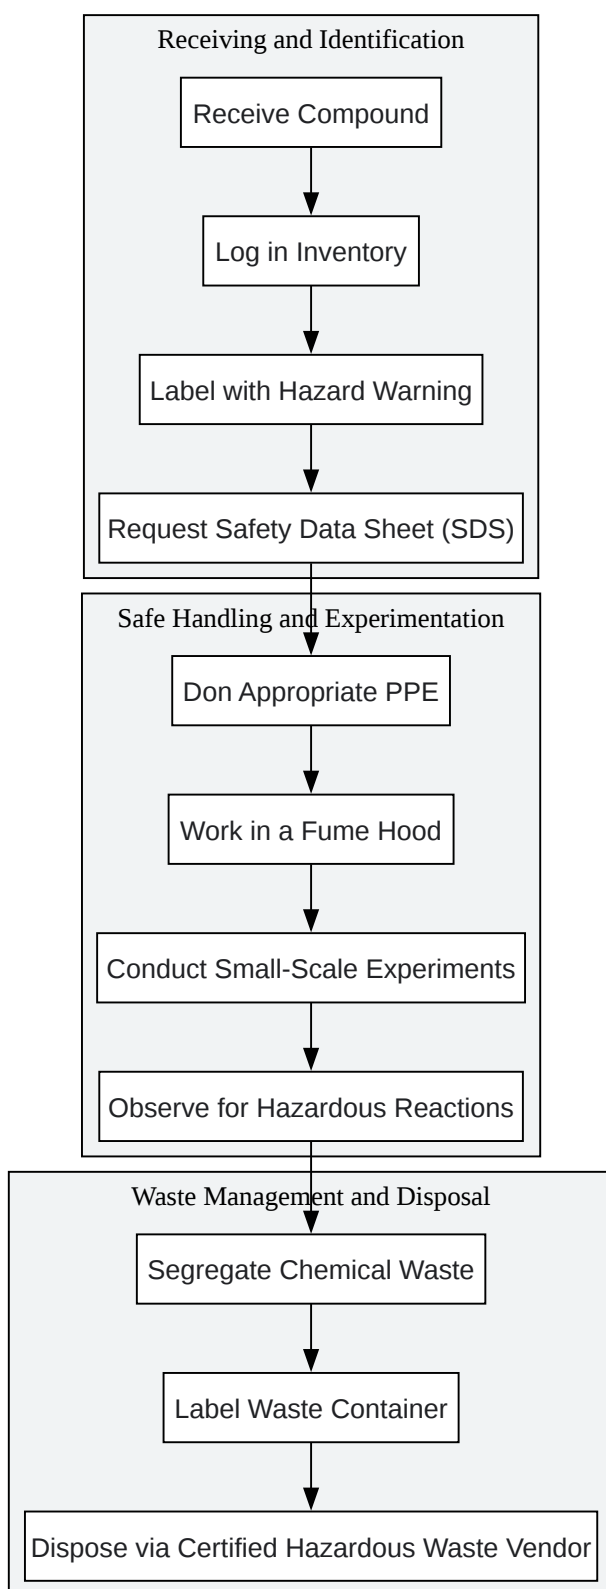 Receiving and Identification
Receive Compound
Log in Inventory
Label with Hazard Warning
Request Safety Data Sheet (SDS)
Safe Handling and Experimentation
Don Appropriate PPE
Work in a Fume Hood
Conduct Small-Scale Experiments
Observe for Hazardous Reactions
Waste Management and Disposal
Segregate Chemical Waste
Label Waste Container
Dispose via Certified Hazardous Waste Vendor